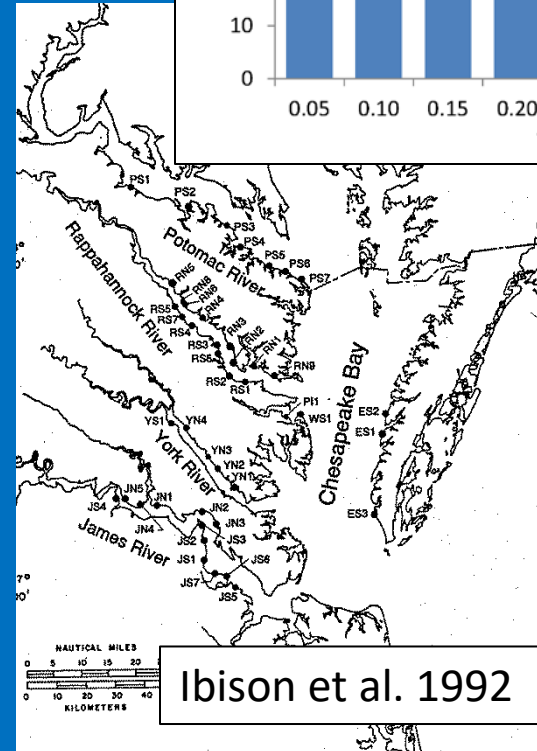 10
0
0.05 0.10 0.15 0.20
PS1
PS2
PS3
PS4
PS5
PS6
PS7
Potomac River
Rappahannock River
RN5
RN8
RN6
RN4
RS5
RS7
RS4
RN3
RN2
RS3
RS6
RN1
RN9
RS2
RS1
PI1
WS1
Chesapeake Bay
ES2
ES1
ES3
YS1
YN4
York River
YN3
YN2
YN1
JN5
JN1
JS4
JN4
JN2
JN3
James River
JS2
JS3
JS1
JS6
JS7
JS5
7°
NAUTICAL MILES
0 5 10 15 20
0 10 20 30 40
KILOMETERS
Ibison et al. 1992